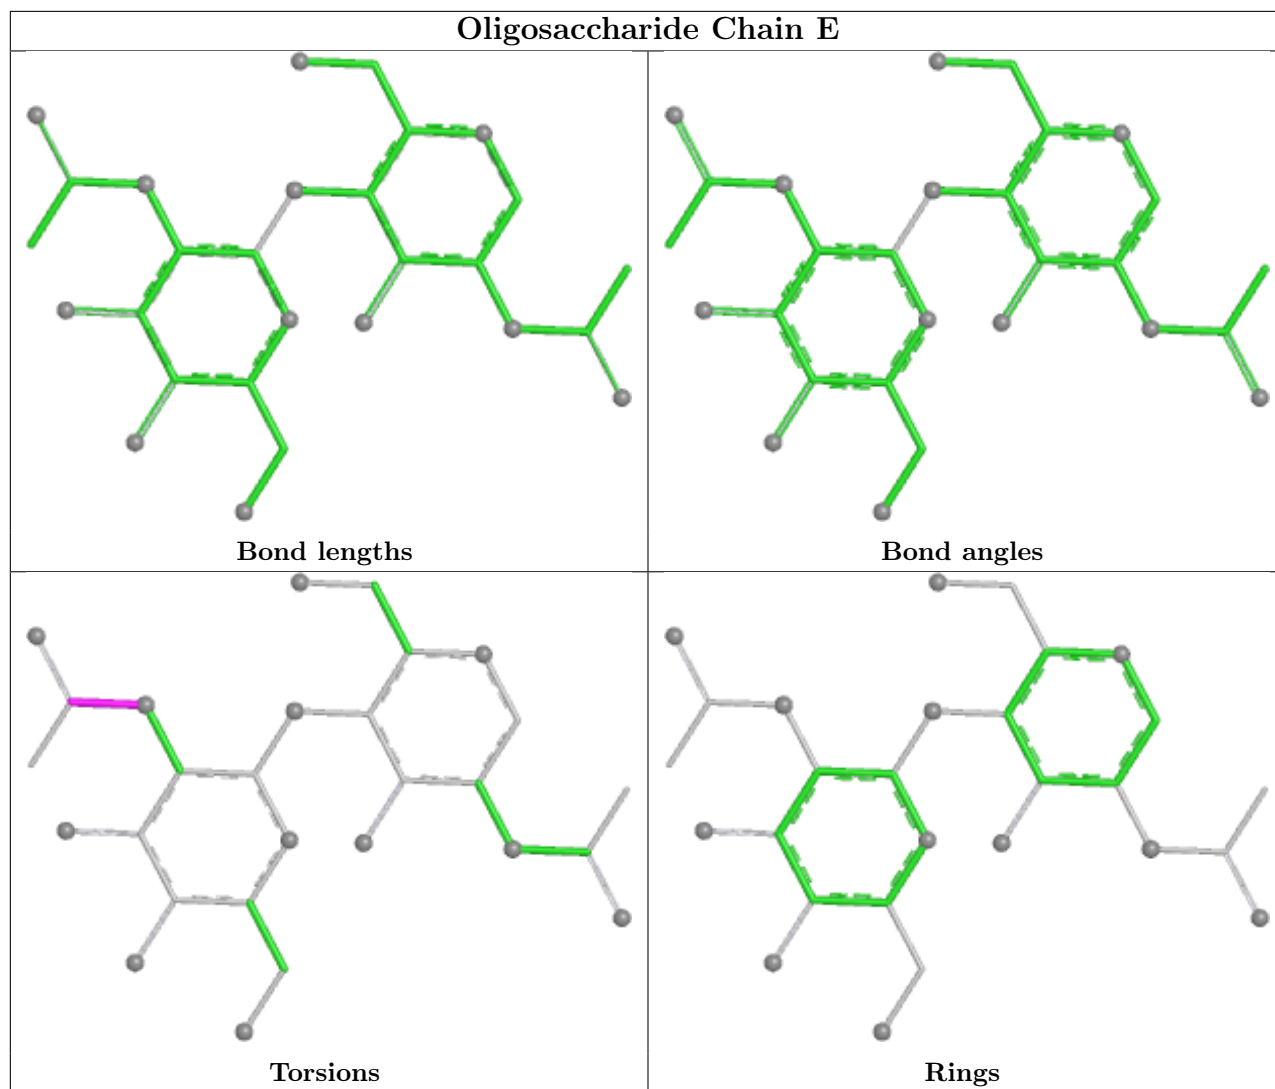 Oligosaccharide Chain E
Bond lengths
Bond angles
Torsions
Rings